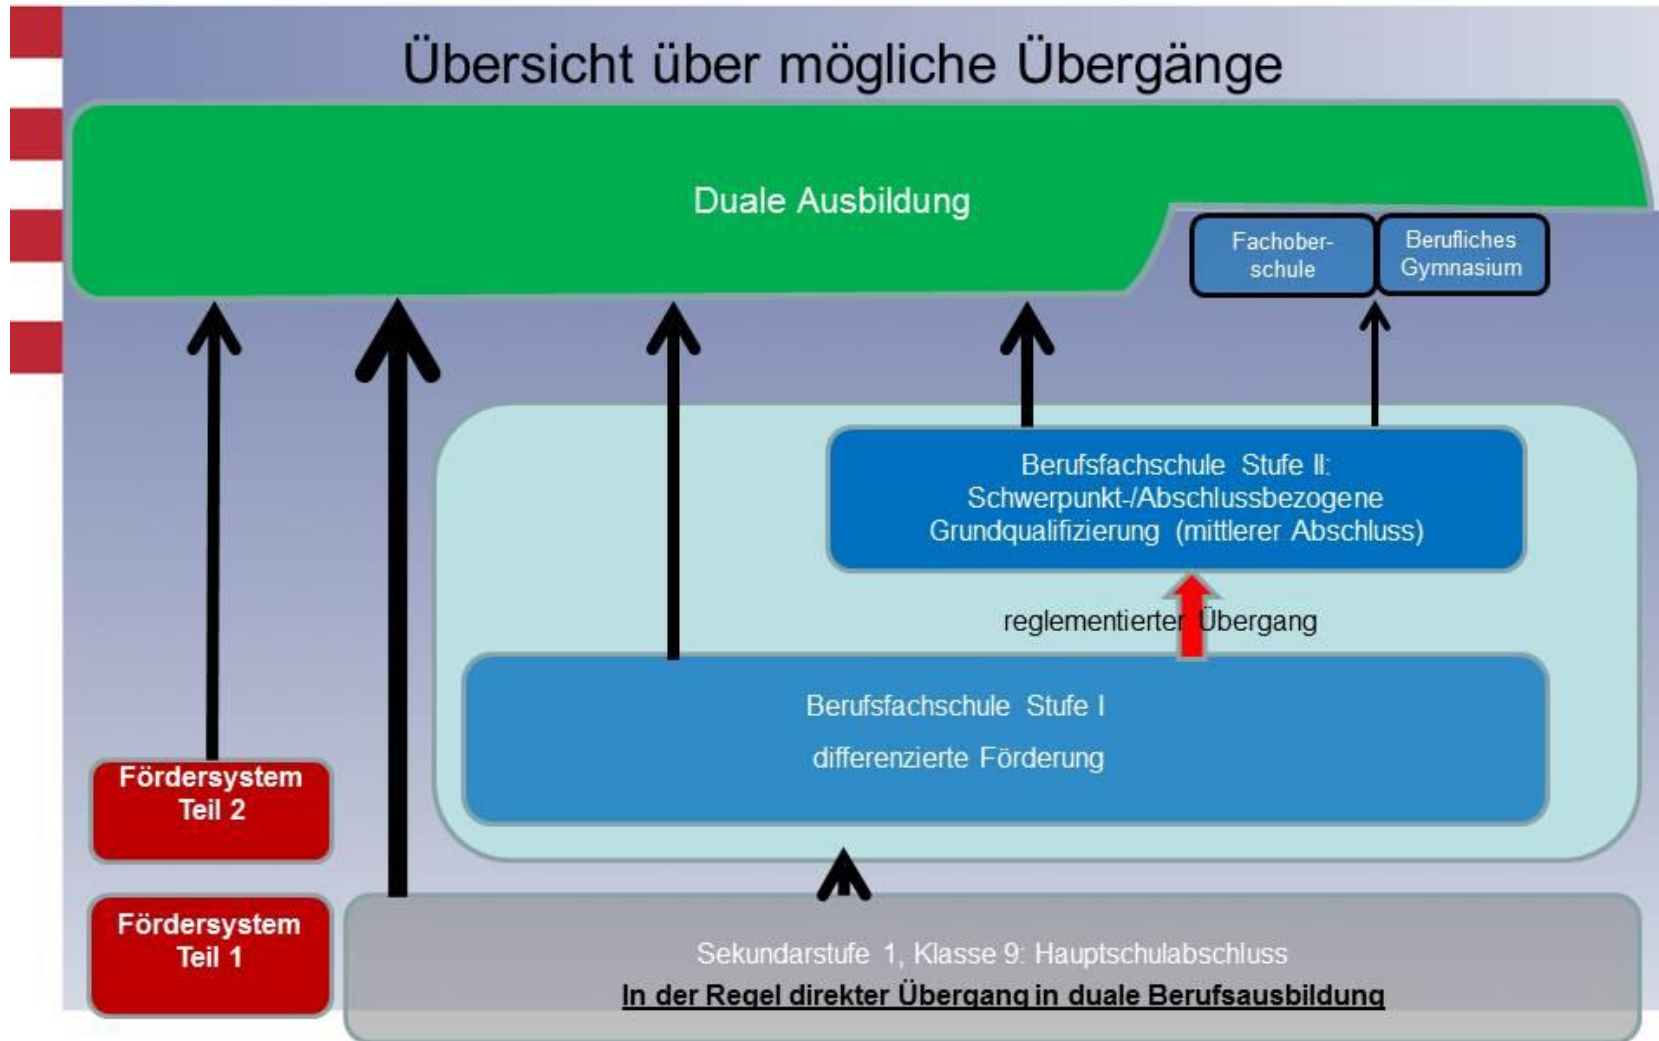 Übersicht über mögliche Übergänge
Duale Ausbildung
Fachober-
schule
Berufliches
Gymnasium
Berufsfachschule Stufe II:
Schwerpunkt-/Abschlussbezogene
Grundqualifizierung (mittlerer Abschluss)
reglementierter Übergang
Berufsfachschule Stufe I
differenzierte Förderung
Fördersystem
Teil 2
Fördersystem
Teil 1
Sekundarstufe 1, Klasse 9: Hauptschulabschluss
In der Regel direkter Übergang in duale Berufsausbildung